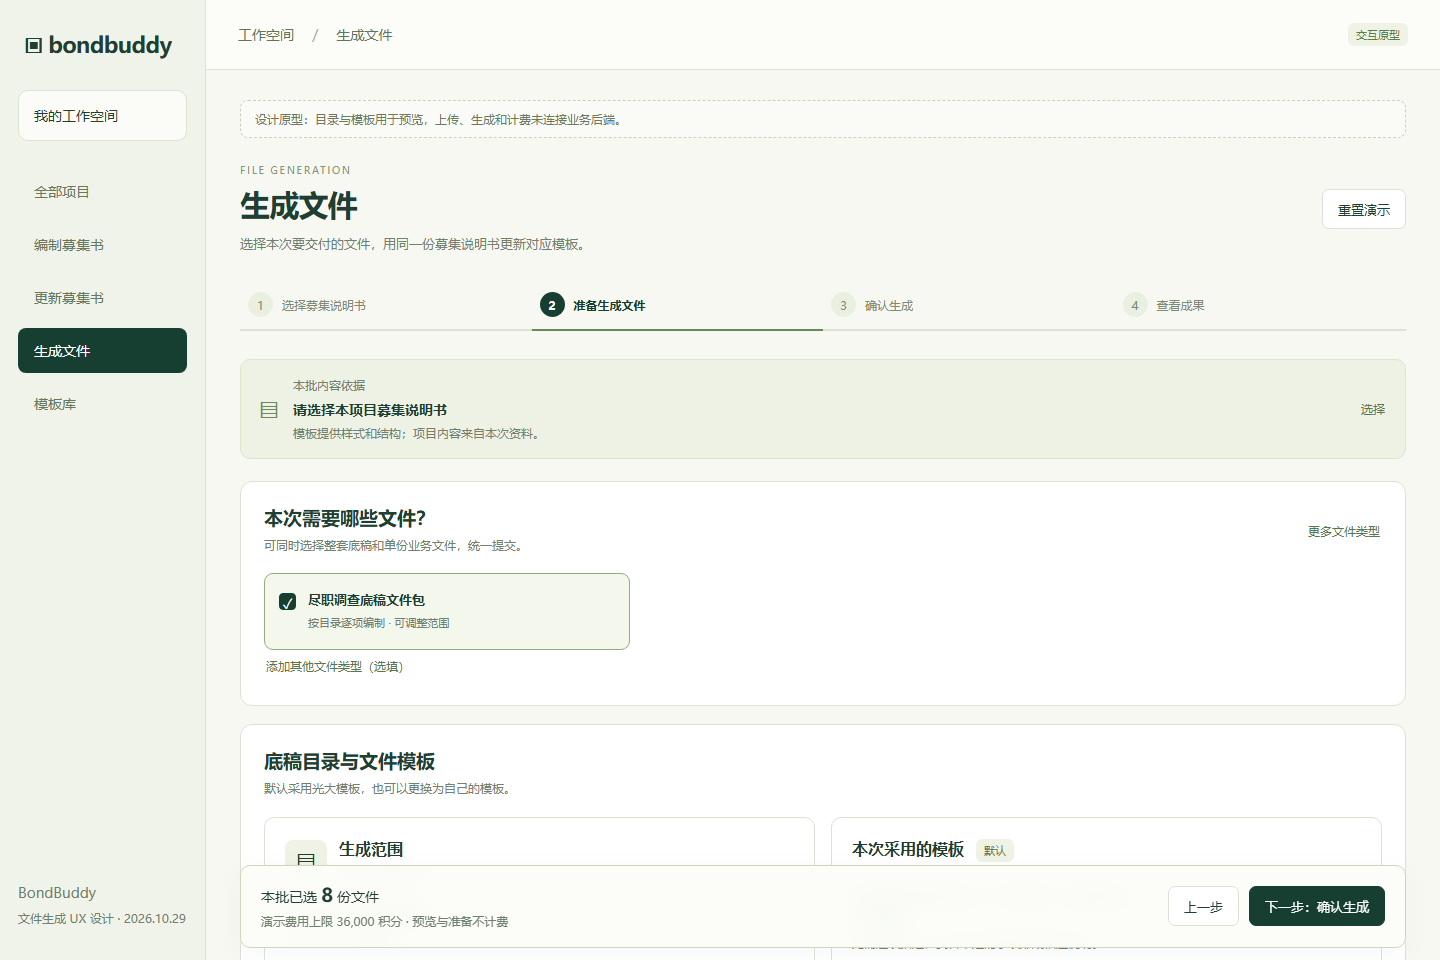 bondbuddy
我的工作空间
全部项目
编制募集书
更新募集书
生成文件
模板库
BondBuddy
文件生成 UX 设计 · 2026.10.29
工作空间 / 生成文件
交互原型
设计原型：目录与模板用于预览，上传、生成和计费未连接业务后端。
FILE GENERATION
生成文件
选择本次要交付的文件，用同一份募集说明书更新对应模板。
重置演示
1 选择募集说明书
2 准备生成文件
3 确认生成
4 查看成果
本批内容依据
请选择本项目募集说明书
模板提供样式和结构；项目内容来自本次资料。
选择
本次需要哪些文件？
可同时选择整套底稿和单份业务文件，统一提交。
更多文件类型
尽职调查底稿文件包
按目录逐项编制 · 可调整范围
添加其他文件类型（选填）
底稿目录与文件模板
默认采用光大模板，也可以更换为自己的模板。
生成范围
本次采用的模板 默认
本批已选 8 份文件
演示费用上限 36,000 积分 · 预览与准备不计费
上一步
下一步：确认生成